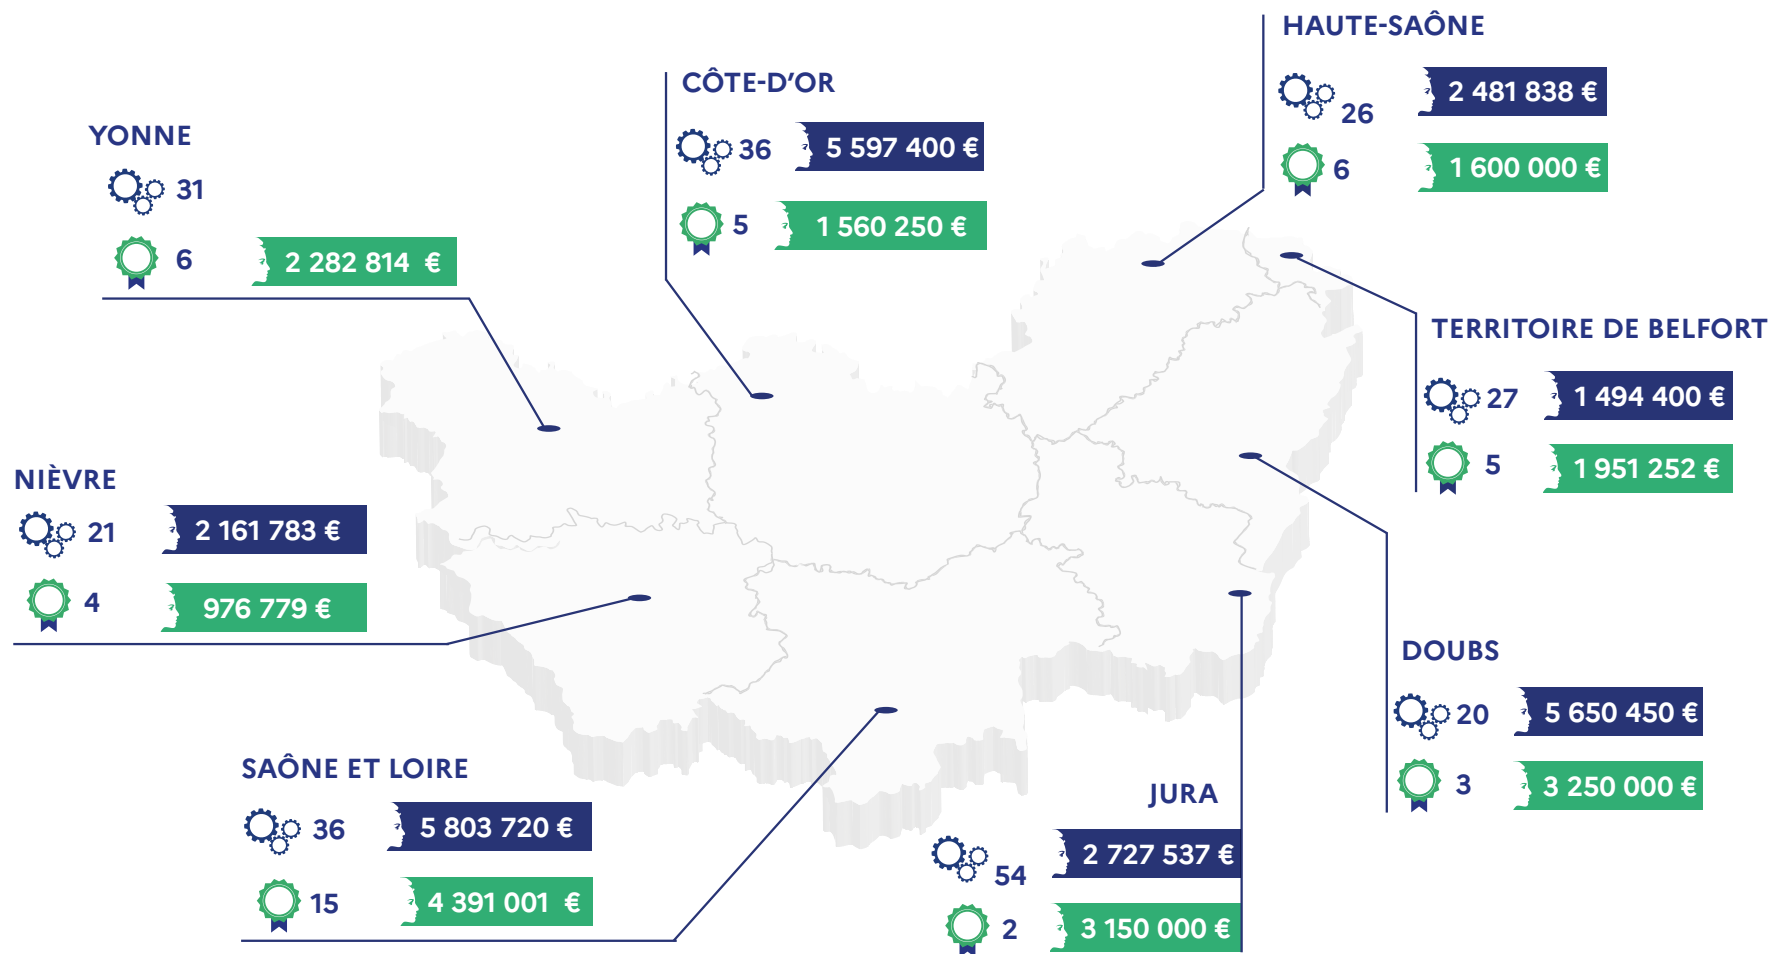 HAUTE-SAÔNE
26
2 481 838 €
6
1 600 000 €
CÔTE-D'OR
36
5 597 400 €
5
1 560 250 €
YONNE
31
6
2 282 814 €
TERRITOIRE DE BELFORT
27
1 494 400 €
5
1 951 252 €
NIÈVRE
21
2 161 783 €
4
976 779 €
DOUBS
20
5 650 450 €
3
3 250 000 €
SAÔNE ET LOIRE
36
5 803 720 €
15
4 391 001 €
JURA
54
2 727 537 €
2
3 150 000 €